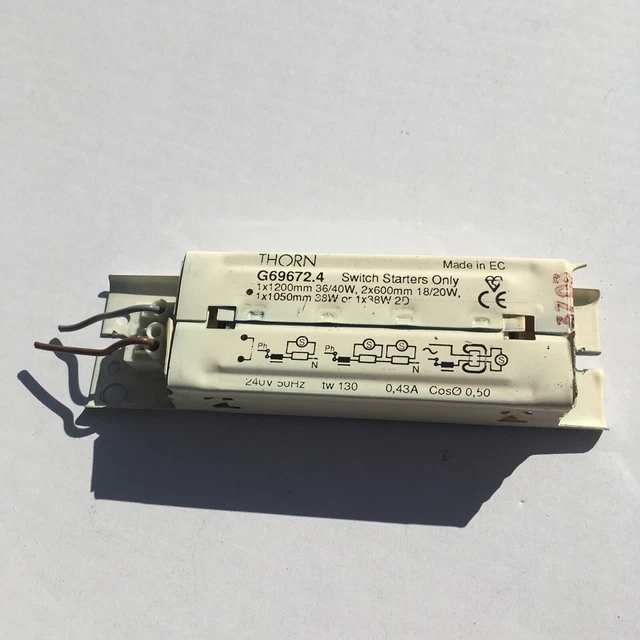 THORN
Made in EC
G69672.4 Switch Starters Only
1x1200mm 36/40W, 2x600mm 18/20W,
1x1050mm 38W or 1x38W 2D
CE
Ph S N Ph S S N S
240V 50Hz tw 130 0,43A CosØ 0,50